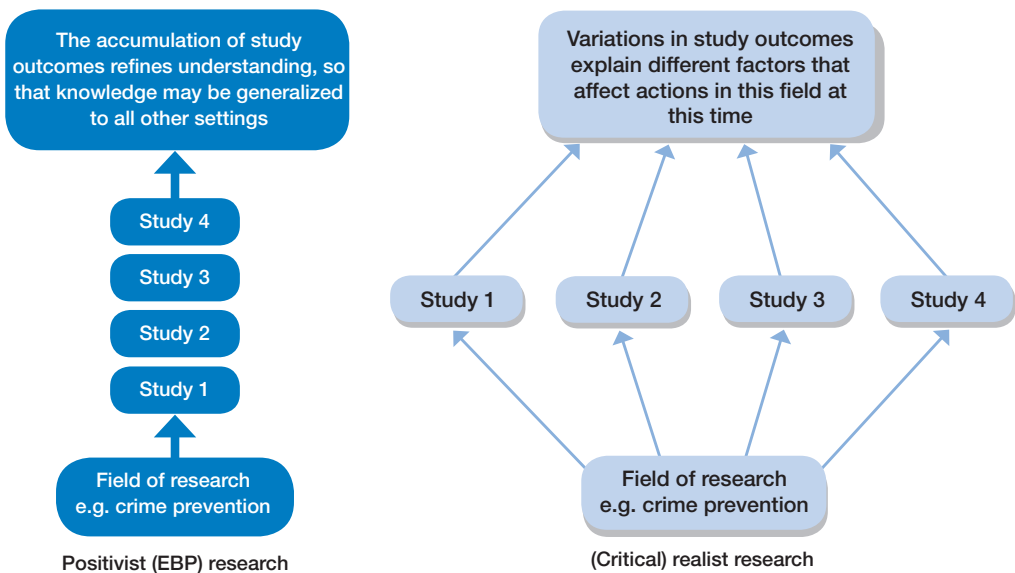 The accumulation of study
outcomes refines understanding, so
that knowledge may be generalized
to all other settings
Study 4
Study 3
Study 2
Study 1
Field of research
e.g. crime prevention
Positivist (EBP) research
Variations in study outcomes
explain different factors that
affect actions in this field at
this time
Study 1
Study 2
Study 3
Study 4
Field of research
e.g. crime prevention
(Critical) realist research